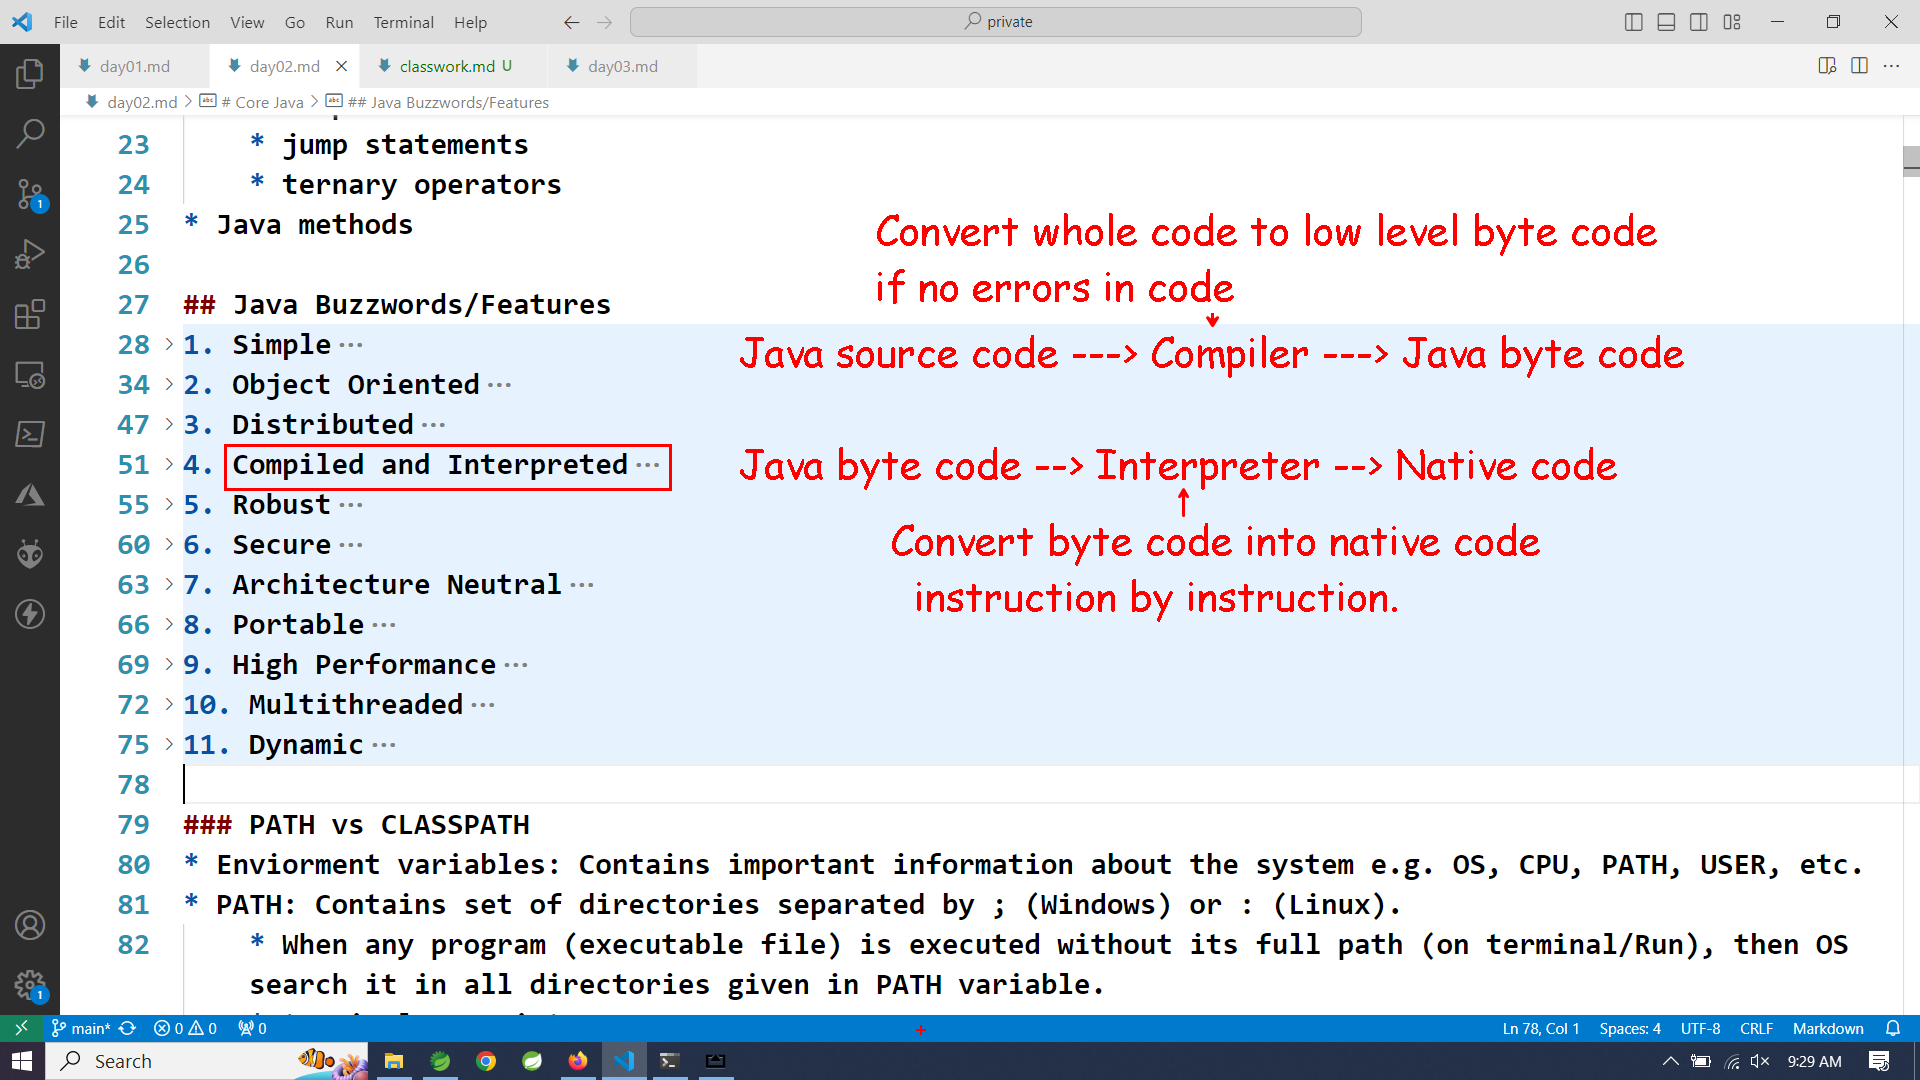 File Edit Selection View Go Run Terminal Help
private
day01.md
day02.md
classwork.md U
day03.md
day02.md > # Core Java > ## Java Buzzwords/Features
23 * jump statements
24 * ternary operators
25 * Java methods
26
27 ## Java Buzzwords/Features
28 1. Simple ···
34 2. Object Oriented ···
47 3. Distributed ···
51 4. Compiled and Interpreted ···
55 5. Robust ···
60 6. Secure ···
63 7. Architecture Neutral ···
66 8. Portable ···
69 9. High Performance ···
72 10. Multithreaded ···
75 11. Dynamic ···
78
79 ### PATH vs CLASSPATH
80 * Enviorment variables: Contains important information about the system e.g. OS, CPU, PATH, USER, etc.
81 * PATH: Contains set of directories separated by ; (Windows) or : (Linux).
82 * When any program (executable file) is executed without its full path (on terminal/Run), then OS
search it in all directories given in PATH variable.
Convert whole code to low level byte code
if no errors in code
Java source code ---> Compiler ---> Java byte code
Java byte code --> Interpreter --> Native code
Convert byte code into native code
instruction by instruction.
1
1
main* 0 0 0
Ln 78, Col 1 Spaces: 4 UTF-8 CRLF Markdown
Search
9:29 AM